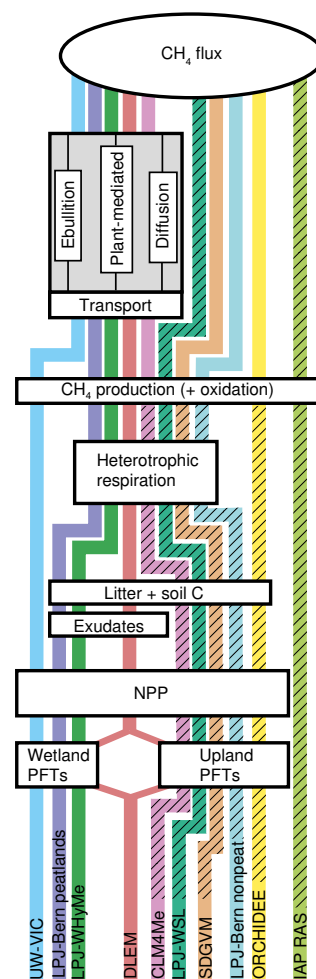 CH₄ flux
Ebullition
Plant-mediated
Diffusion
Transport
CH₄ production (+ oxidation)
Heterotrophic
respiration
Litter + soil C
Exudates
NPP
Wetland
PFTs
Upland
PFTs
UW-VIC
LPJ-Bern peatlands
LPJ-WHyMe
DLEM
CLM4Me
LPJ-WSL
SDGVM
LPJ-Bern nonpeat.
ORCHIDEE
IAP RAS